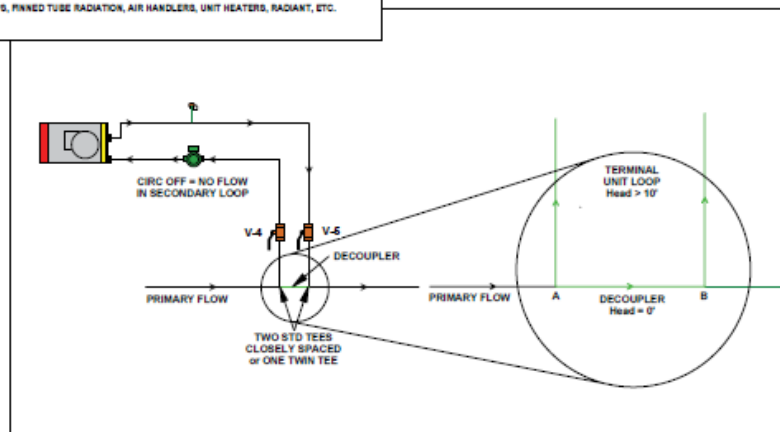 PINNED TUBE RADIATION, AIR HANDLERS, UNIT HEATERS, RADIANT, ETC.
CIRC OFF = NO FLOW
IN SECONDARY LOOP
V-4
V-5
DECOUPLER
PRIMARY FLOW
TWO STD TEES
CLOSELY SPACED
or ONE TWIN TEE
TERMINAL
UNIT LOOP
Head > 10'
PRIMARY FLOW
A
DECOUPLER
Head = 0'
B